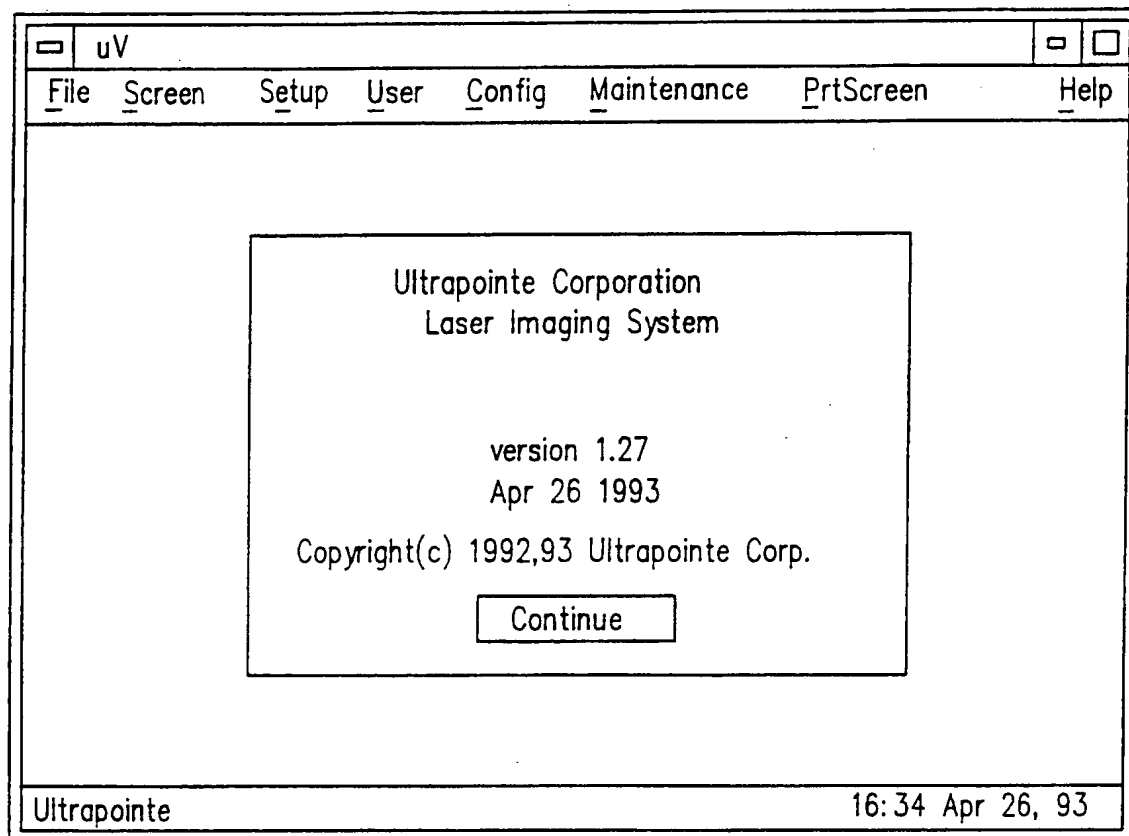 uV
File Screen Setup User Config Maintenance PrtScreen Help
Ultrapointe Corporation
Laser Imaging System
version 1.27
Apr 26 1993
Copyright(c) 1992,93 Ultrapointe Corp.
Continue
Ultrapointe 16:34 Apr 26, 93